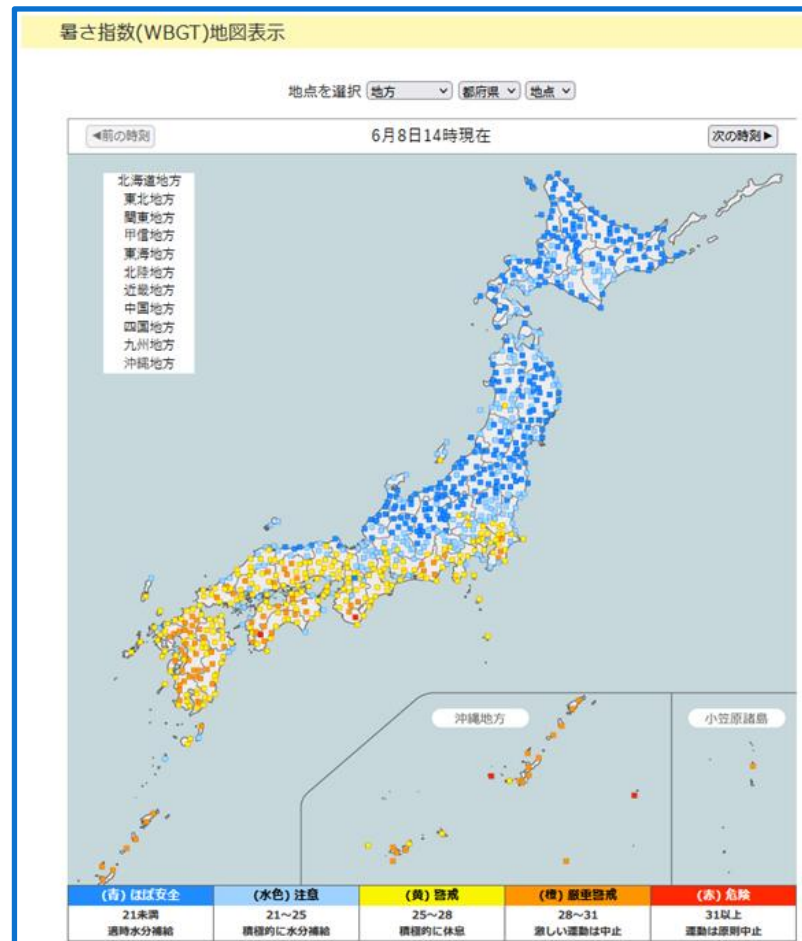 暑さ指数(WBGT)地図表示
地点を選択 地方 都府県 地点
◀前の時刻 6月8日14時現在 次の時刻▶
北海道地方
東北地方
関東地方
甲信地方
東海地方
北陸地方
近畿地方
中国地方
四国地方
九州地方
沖縄地方
沖縄地方 小笠原諸島
(青) ほぼ安全 (水色) 注意 (黄) 警戒 (橙) 厳重警戒 (赤) 危険
21未満 21～25 25～28 28～31 31以上
適時水分補給 積極的に水分補給 積極的に休息 激しい運動は中止 運動は原則中止